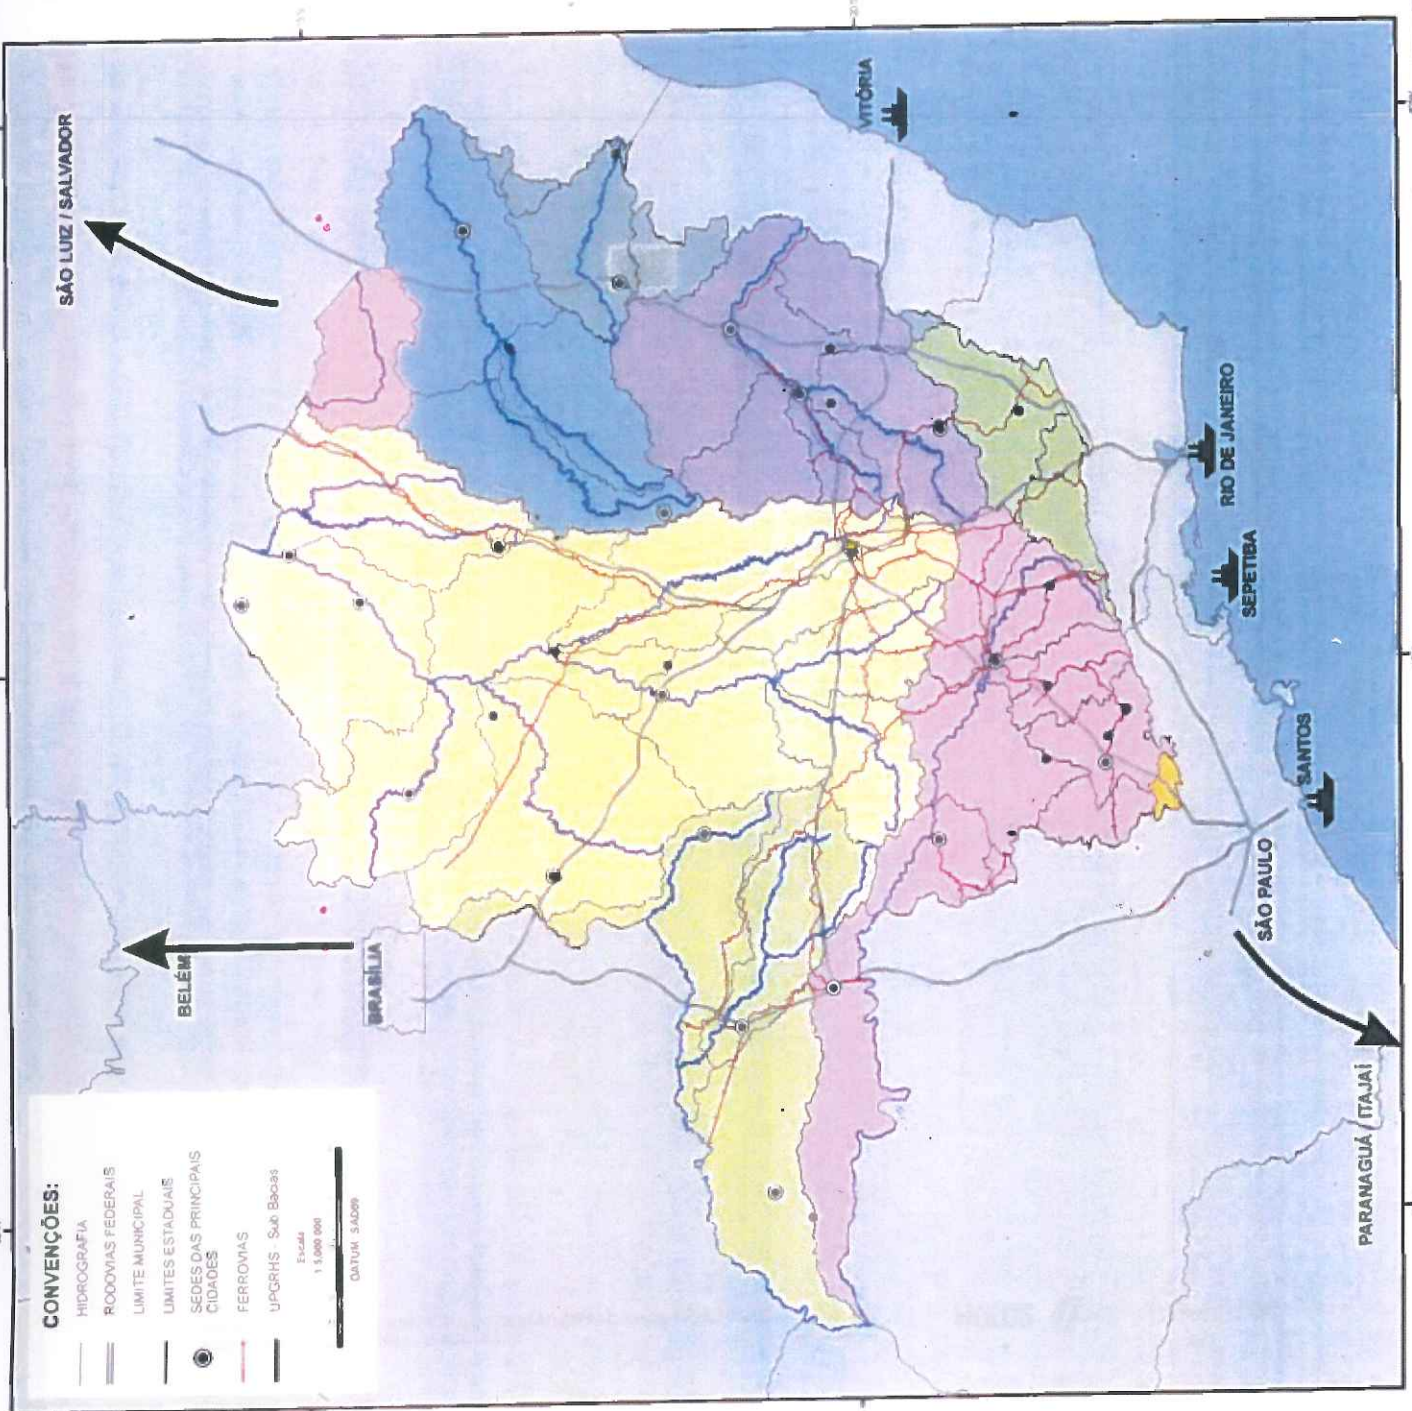 SÃO LUIZ / SALVADOR
VITÓRIA
BELÉM
BRASÍLIA
RIO DE JANEIRO
SEPETIBA
SANTOS
SÃO PAULO
PARANAGUÁ / ITAJAÍ
CONVENÇÕES:
HIDROGRAFIA
RODOVIAS FEDERAIS
LIMITE MUNICIPAL
LIMITES ESTADUAIS
SEDES DAS PRINCIPAIS
CIDADES
FERROVIAS
UPGRHS - Sub Bacias
Escala
1 5.000 000
DATUM SAD69